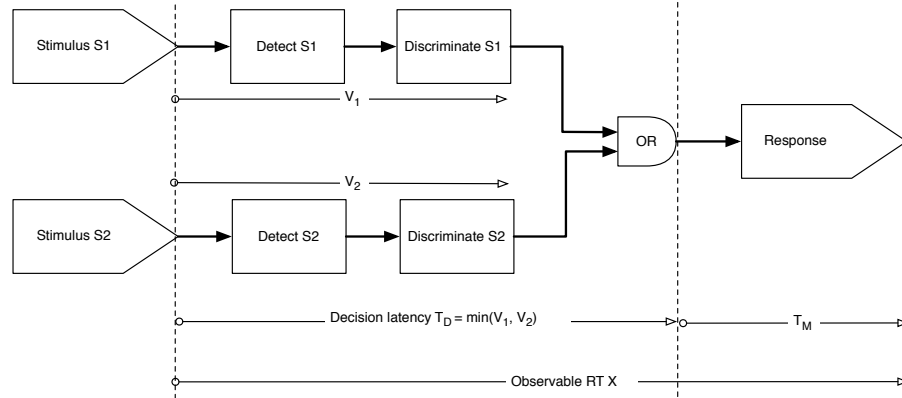 Stimulus S1
Detect S1
Discriminate S1
V1
OR
Response
V2
Stimulus S2
Detect S2
Discriminate S2
Decision latency TD = min(V1, V2)
TM
Observable RT X